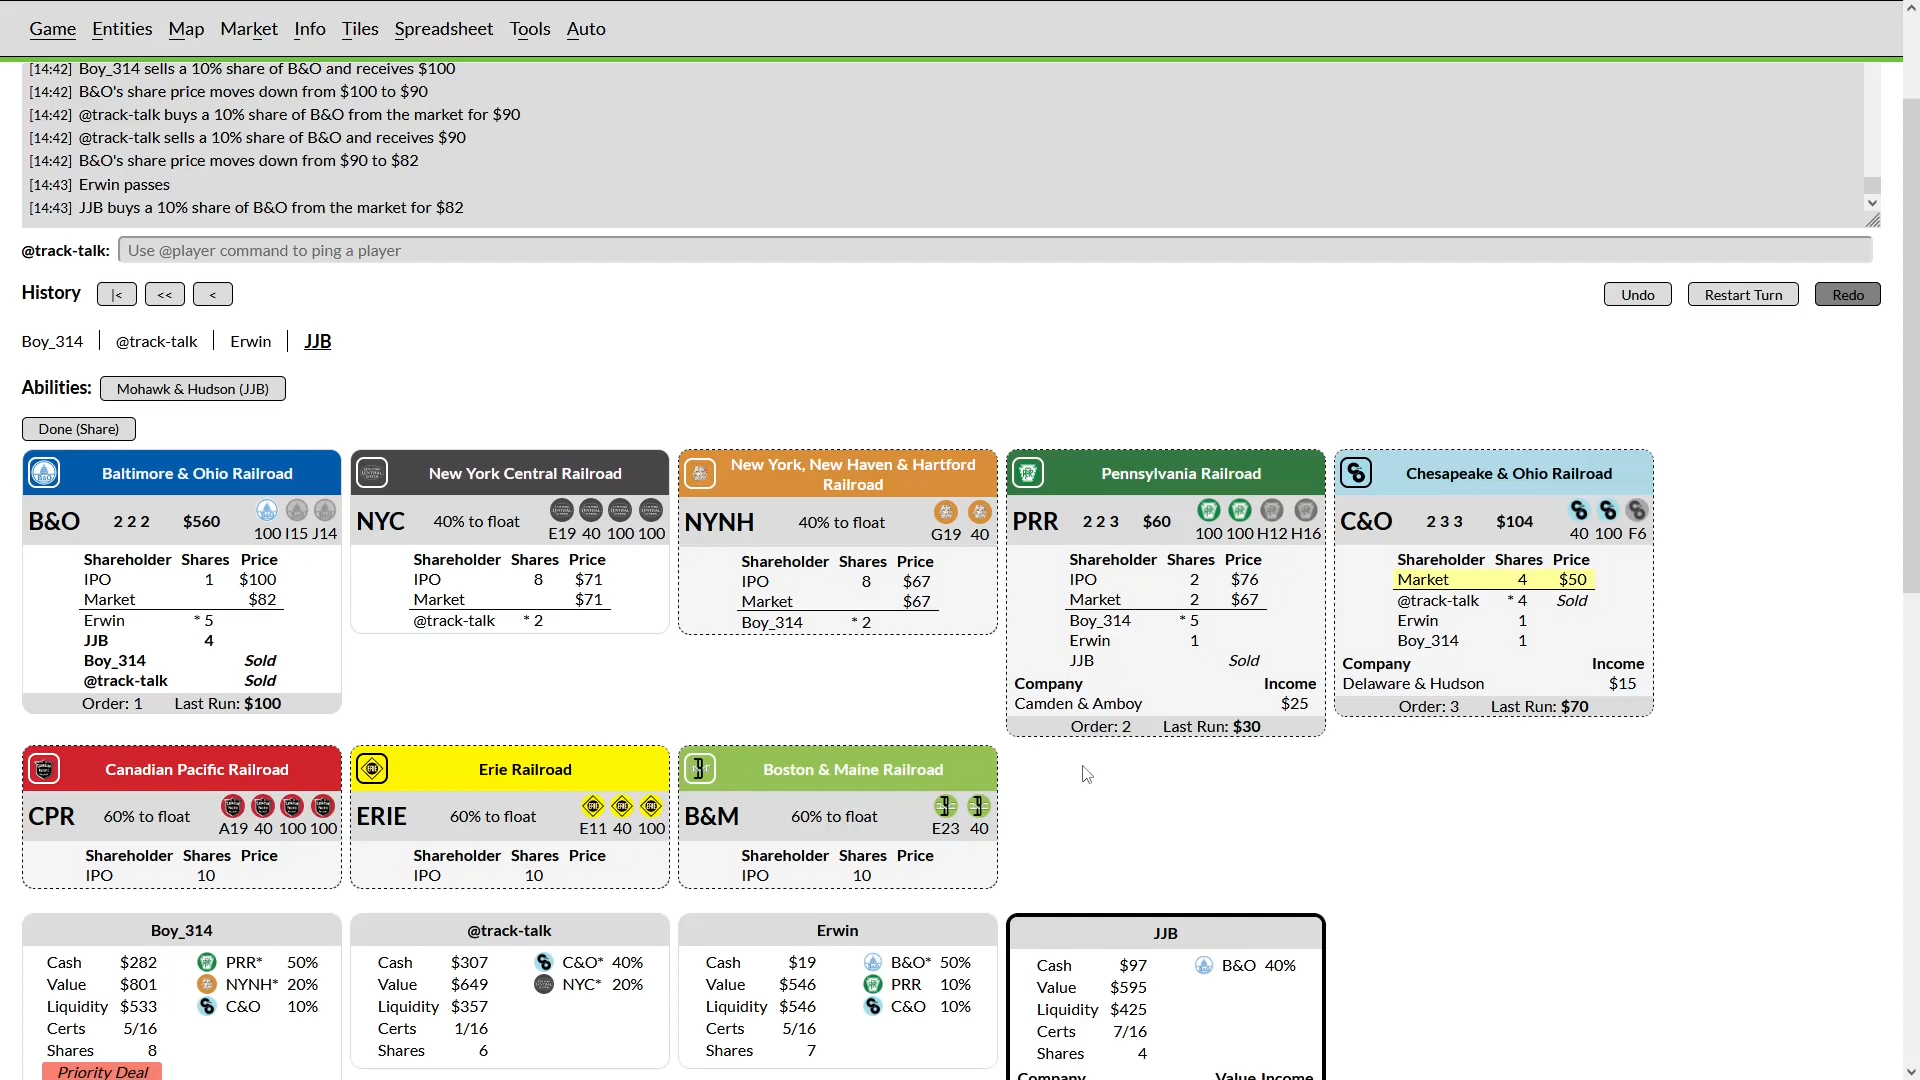 Game Entities Map Market Info Tiles Spreadsheet Tools Auto
[14:42] Boy_314 sells a 10% share of B&O and receives $100
[14:42] B&O's share price moves down from $100 to $90
[14:42] @track-talk buys a 10% share of B&O from the market for $90
[14:42] @track-talk sells a 10% share of B&O and receives $90
[14:42] B&O's share price moves down from $90 to $82
[14:43] Erwin passes
[14:43] JJB buys a 10% share of B&O from the market for $82
@track-talk: Use @player command to ping a player
History |< << < Undo Restart Turn Redo
Boy_314 @track-talk Erwin JJB
Abilities: Mohawk & Hudson (JJB)
Done (Share)
Baltimore & Ohio Railroad
B&O 2 2 2 $560 100 I15 J14
Shareholder Shares Price
IPO 1 $100
Market $82
Erwin * 5
JJB 4
Boy_314 Sold
@track-talk Sold
Order: 1 Last Run: $100
New York Central Railroad
NYC 40% to float E19 40 100 100
Shareholder Shares Price
IPO 8 $71
Market $71
@track-talk * 2
New York, New Haven & Hartford
Railroad
NYNH 40% to float G19 40
Shareholder Shares Price
IPO 8 $67
Market $67
Boy_314 * 2
Pennsylvania Railroad
PRR 2 2 3 $60 100 100 H12 H16
Shareholder Shares Price
IPO 2 $76
Market 2 $67
Boy_314 * 5
Erwin 1
JJB Sold
Company Income
Camden & Amboy $25
Order: 2 Last Run: $30
Chesapeake & Ohio Railroad
C&O 2 3 3 $104 40 100 F6
Shareholder Shares Price
Market 4 $50
@track-talk * 4 Sold
Erwin 1
Boy_314 1
Company Income
Delaware & Hudson $15
Order: 3 Last Run: $70
Canadian Pacific Railroad
CPR 60% to float A19 40 100 100
Shareholder Shares Price
IPO 10
Erie Railroad
ERIE 60% to float E11 40 100
Shareholder Shares Price
IPO 10
Boston & Maine Railroad
B&M 60% to float E23 40
Shareholder Shares Price
IPO 10
Boy_314
Cash $282 PRR* 50%
Value $801 NYNH* 20%
Liquidity $533 C&O 10%
Certs 5/16
Shares 8
Priority Deal
@track-talk
Cash $307 C&O* 40%
Value $649 NYC* 20%
Liquidity $357
Certs 1/16
Shares 6
Erwin
Cash $19 B&O* 50%
Value $546 PRR 10%
Liquidity $546 C&O 10%
Certs 5/16
Shares 7
JJB
Cash $97 B&O 40%
Value $595
Liquidity $425
Certs 7/16
Shares 4
Company Value Income